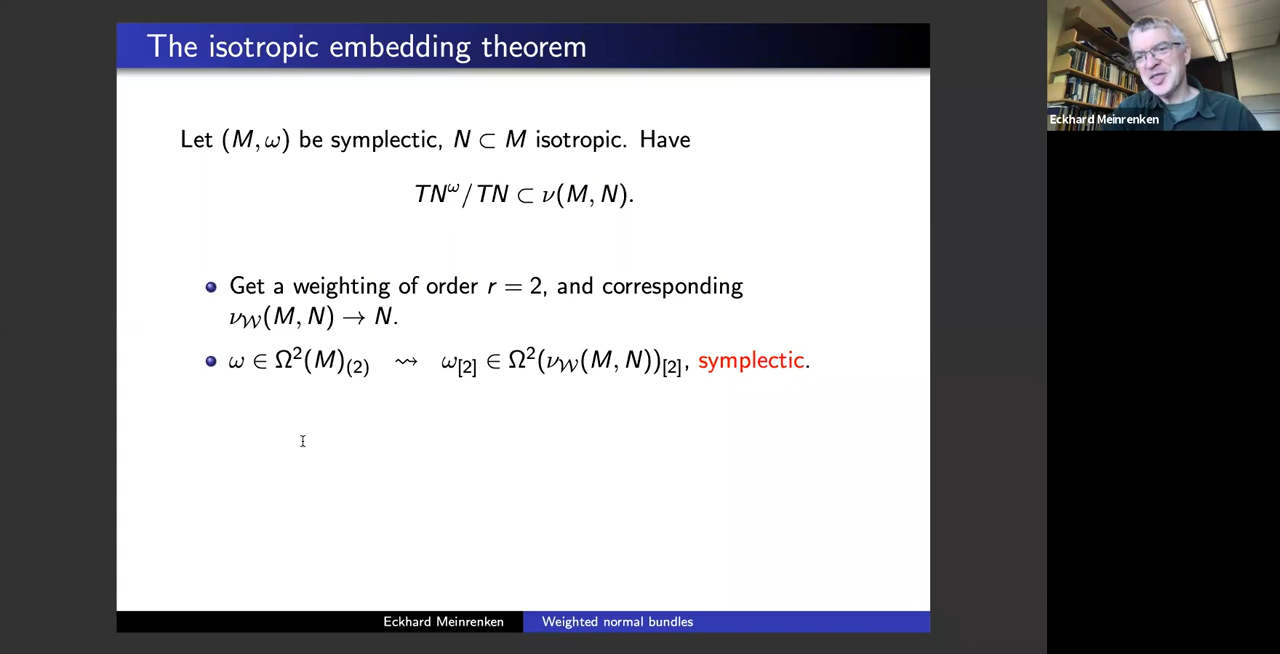 The isotropic embedding theorem
Let (M, ω) be symplectic, N ⊂ M isotropic. Have
TN^ω/TN ⊂ ν(M, N).
Get a weighting of order r = 2, and corresponding
ν_𝒲(M, N) → N.
ω ∈ Ω²(M)_(2) ⇝ ω_[2] ∈ Ω²(ν_𝒲(M, N))_[2], symplectic.
Eckhard Meinrenken Weighted normal bundles
Eckhard Meinrenken